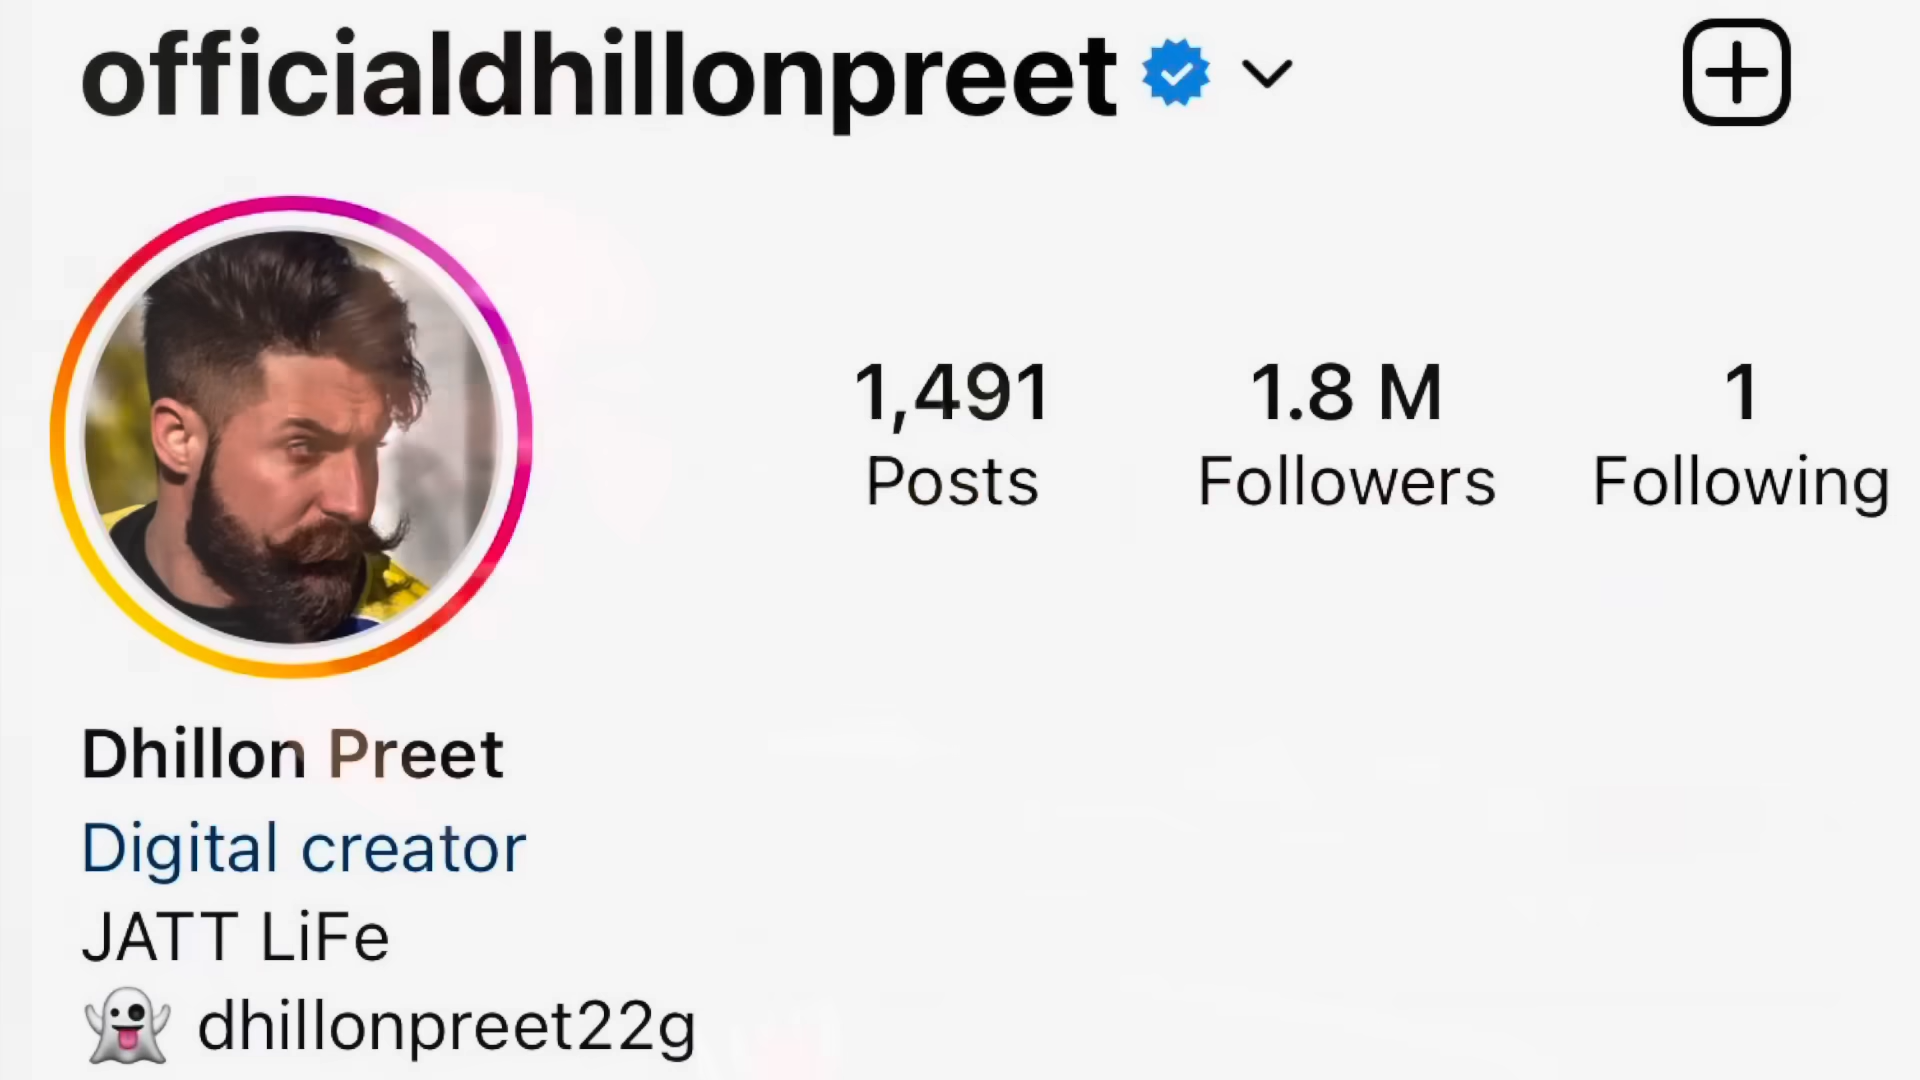 officialdhillonpreet
1,491 1.8 M 1
Posts Followers Following
Dhillon Preet
Digital creator
JATT LiFe
👻 dhillonpreet22g